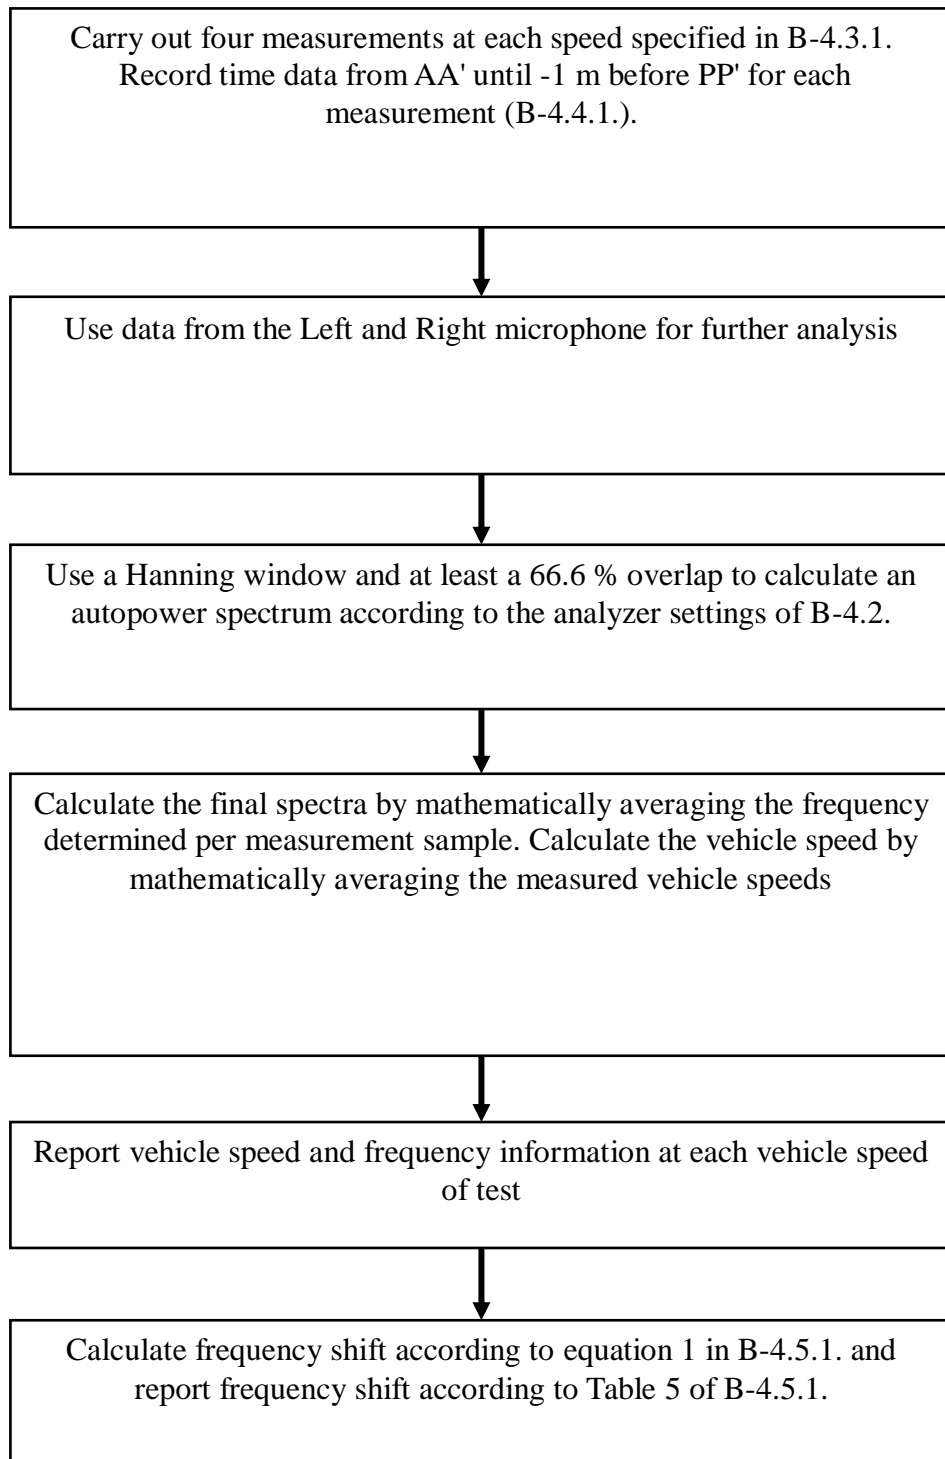 Carry out four measurements at each speed specified in B-4.3.1.
Record time data from AA' until -1 m before PP' for each
measurement (B-4.4.1.).
Use data from the Left and Right microphone for further analysis
Use a Hanning window and at least a 66.6 % overlap to calculate an
autopower spectrum according to the analyzer settings of B-4.2.
Calculate the final spectra by mathematically averaging the frequency
determined per measurement sample. Calculate the vehicle speed by
mathematically averaging the measured vehicle speeds
Report vehicle speed and frequency information at each vehicle speed
of test
Calculate frequency shift according to equation 1 in B-4.5.1. and
report frequency shift according to Table 5 of B-4.5.1.